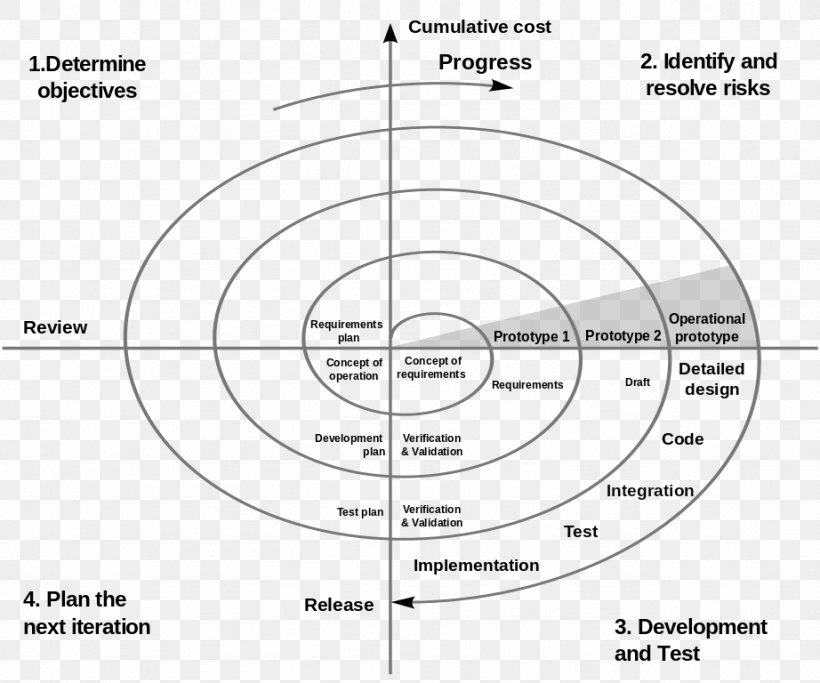 Cumulative cost
Progress
1.Determine
objectives
2. Identify and
resolve risks
Review
Requirements
plan
Prototype 1
Prototype 2
Operational
prototype
Concept of
operation
Concept of
requirements
Requirements
Draft
Detailed
design
Development
plan
Verification
& Validation
Code
Test plan
Verification
& Validation
Integration
Test
Implementation
Release
4. Plan the
next iteration
3. Development
and Test